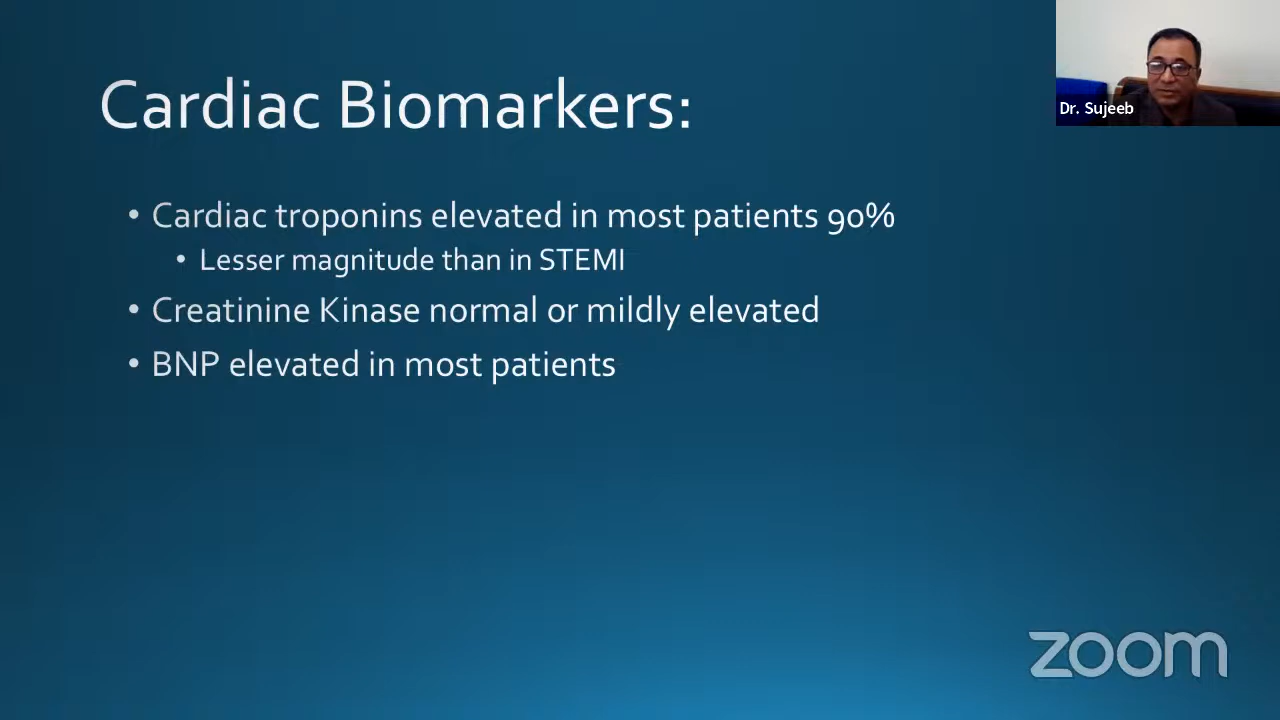 Cardiac Biomarkers:
Dr. Sujeeb
• Cardiac troponins elevated in most patients 90%
• Lesser magnitude than in STEMI
• Creatinine Kinase normal or mildly elevated
• BNP elevated in most patients
zoom